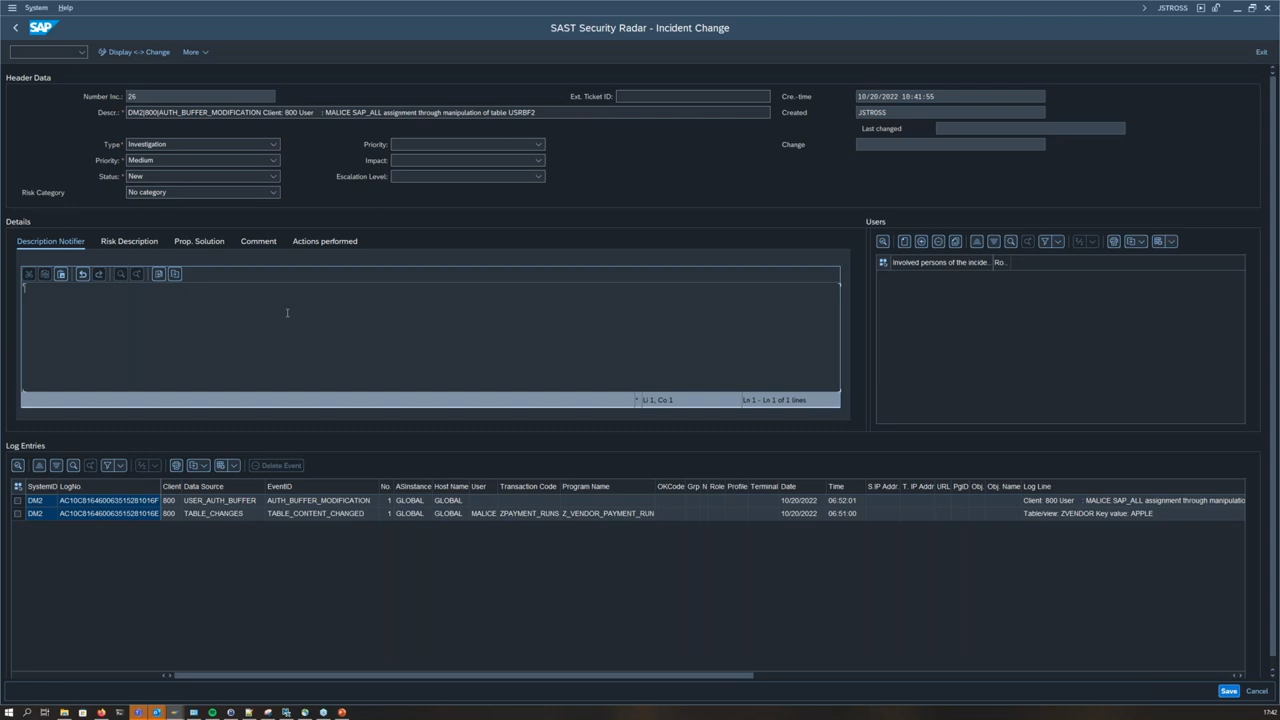 System Help
JSTROSS
SAP SAST Security Radar - Incident Change
Display <-> Change More Exit
Header Data
Number Inc.: 26 Ext. Ticket ID: Cre.-time 10/20/2022 10:41:55
Descr.: * DM2|800|AUTH_BUFFER_MODIFICATION Client: 800 User : MALICE SAP_ALL assignment through manipulation of table USRBF2 Created JSTROSS
Last changed
Type * Investigation Priority: Change
Priority: * Medium Impact:
Status: * New Escalation Level:
Risk Category No category
Details Users
Description Notifier Risk Description Prop. Solution Comment Actions performed
Involved persons of the incide.. Ro..
* Li 1, Co 1 Ln 1 - Ln 1 of 1 lines
Log Entries
Delete Event
SystemID LogNo. Client Data Source EventID No. ASInstance Host Name User Transaction Code Program Name OKCode Grp N Role Profile Terminal Date Time S.IP Addr. T. IP Addr URL PgID Obj. Obj. Name Log Line
DM2 AC10C816460063515281016F 800 USER_AUTH_BUFFER AUTH_BUFFER_MODIFICATION 1 GLOBAL GLOBAL 10/20/2022 06:52:01 Client 800 User : MALICE SAP_ALL assignment through manipulatio
DM2 AC10C816460063515281016E 800 TABLE_CHANGES TABLE_CONTENT_CHANGED 1 GLOBAL GLOBAL MALICE ZPAYMENT_RUNS Z_VENDOR_PAYMENT_RUN 10/20/2022 06:51:00 Table/view: ZVENDOR Key value: APPLE
Save Cancel
17:42